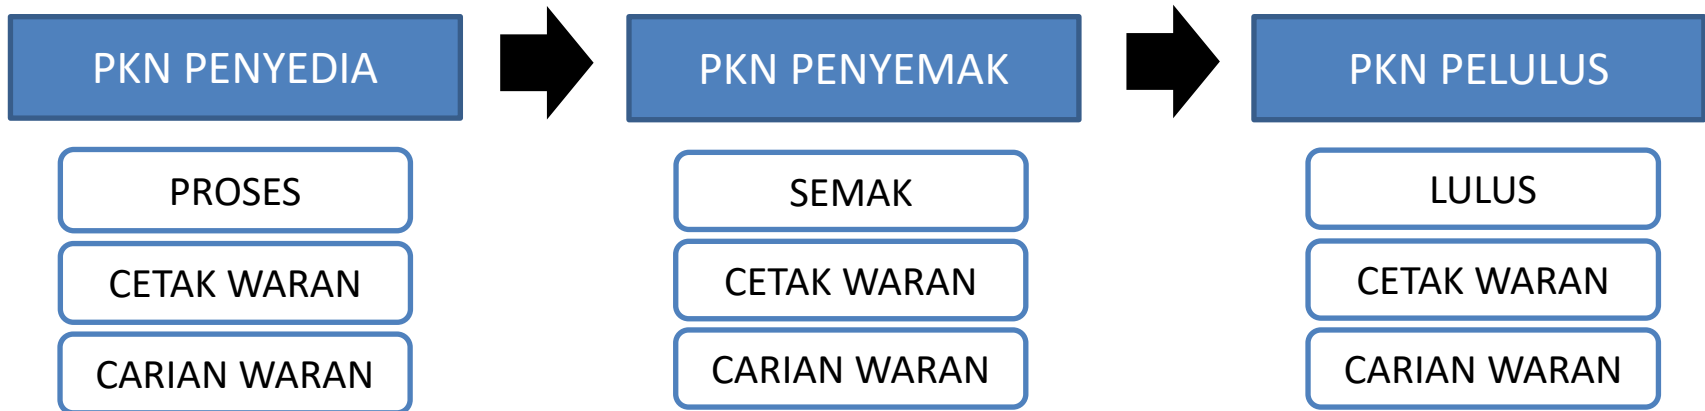 PKN PENYEDIA
PKN PENYEMAK
PKN PELULUS
PROSES
SEMAK
LULUS
CETAK WARAN
CETAK WARAN
CETAK WARAN
CARIAN WARAN
CARIAN WARAN
CARIAN WARAN